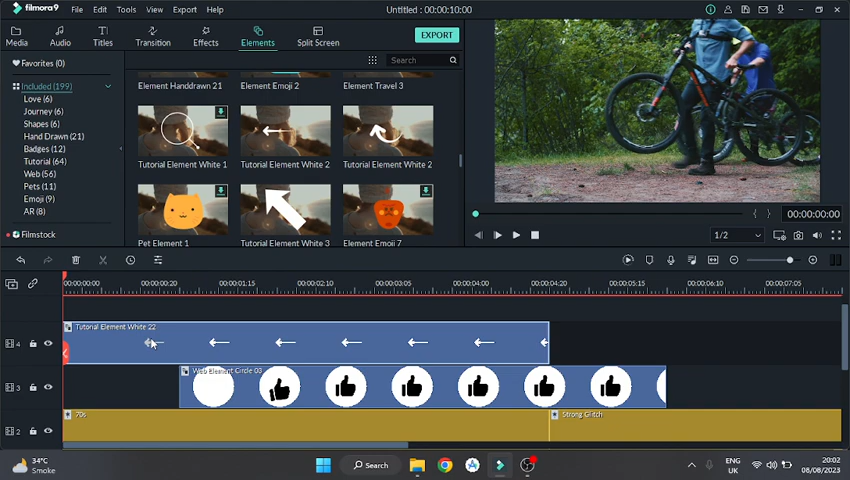 filmora9 File Edit Tools View Export Help Untitled : 00:00:10:00
Media Audio Titles Transition Effects Elements Split Screen EXPORT
Favorites (0)
Included (199)
Love (6)
Journey (6)
Shapes (6)
Hand Drawn (21)
Badges (12)
Tutorial (64)
Web (56)
Pets (11)
Emoji (9)
AR (8)
Filmstock
Search
Element Handdrawn 21 Element Emoji 2 Element Travel 3
Tutorial Element White 1 Tutorial Element White 2 Tutorial Element White 2
Pet Element 1 Tutorial Element White 3 Element Emoji 7
00:00:00:00
1/2
00:00:00:00 00:00:00:20 00:00:01:15 00:00:02:10 00:00:03:05 00:00:04:00 00:00:04:20 00:00:05:15 00:00:06:10 00:00:07:05
4 Tutorial Element White 22
3 Web Element Circle 03
2 70s Strong Glitch
34°C
Smoke
Search
ENG
UK
20:02
08/08/2023